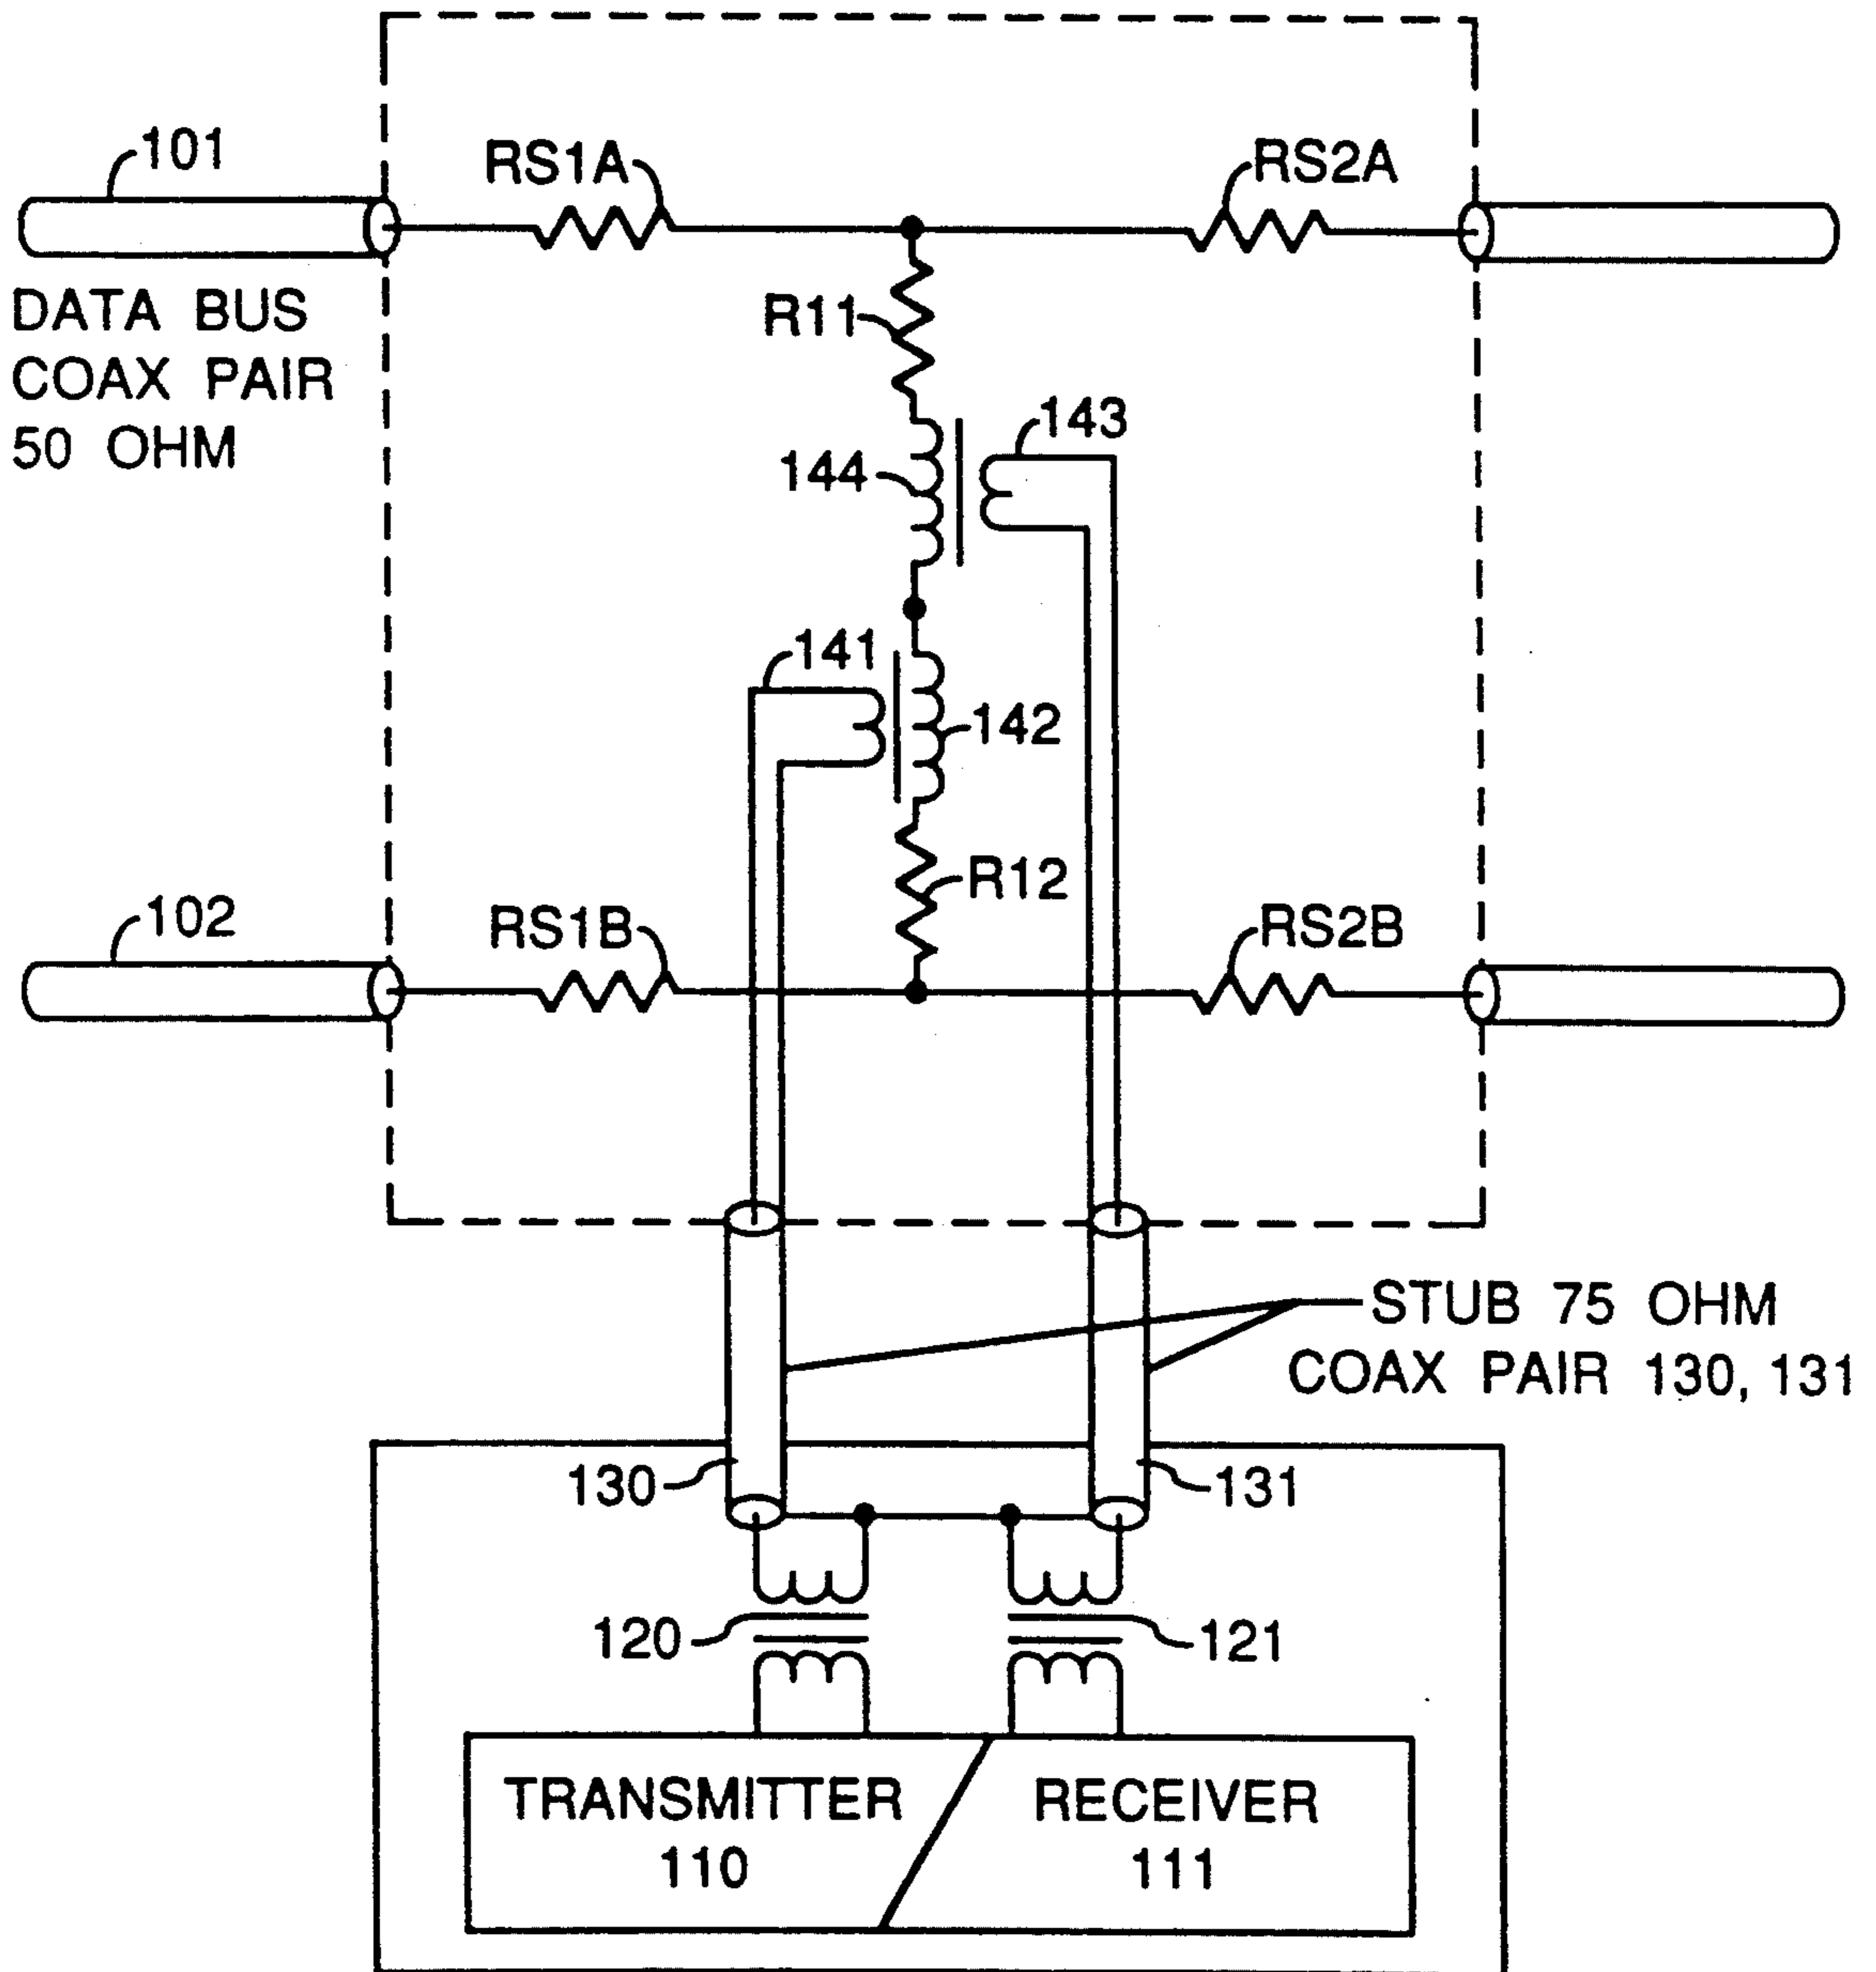 101
RS1A
RS2A
DATA BUS
COAX PAIR
50 OHM
R11
143
144
141
142
R12
102
RS1B
RS2B
STUB 75 OHM
COAX PAIR 130, 131
130
131
120
121
TRANSMITTER
110
RECEIVER
111